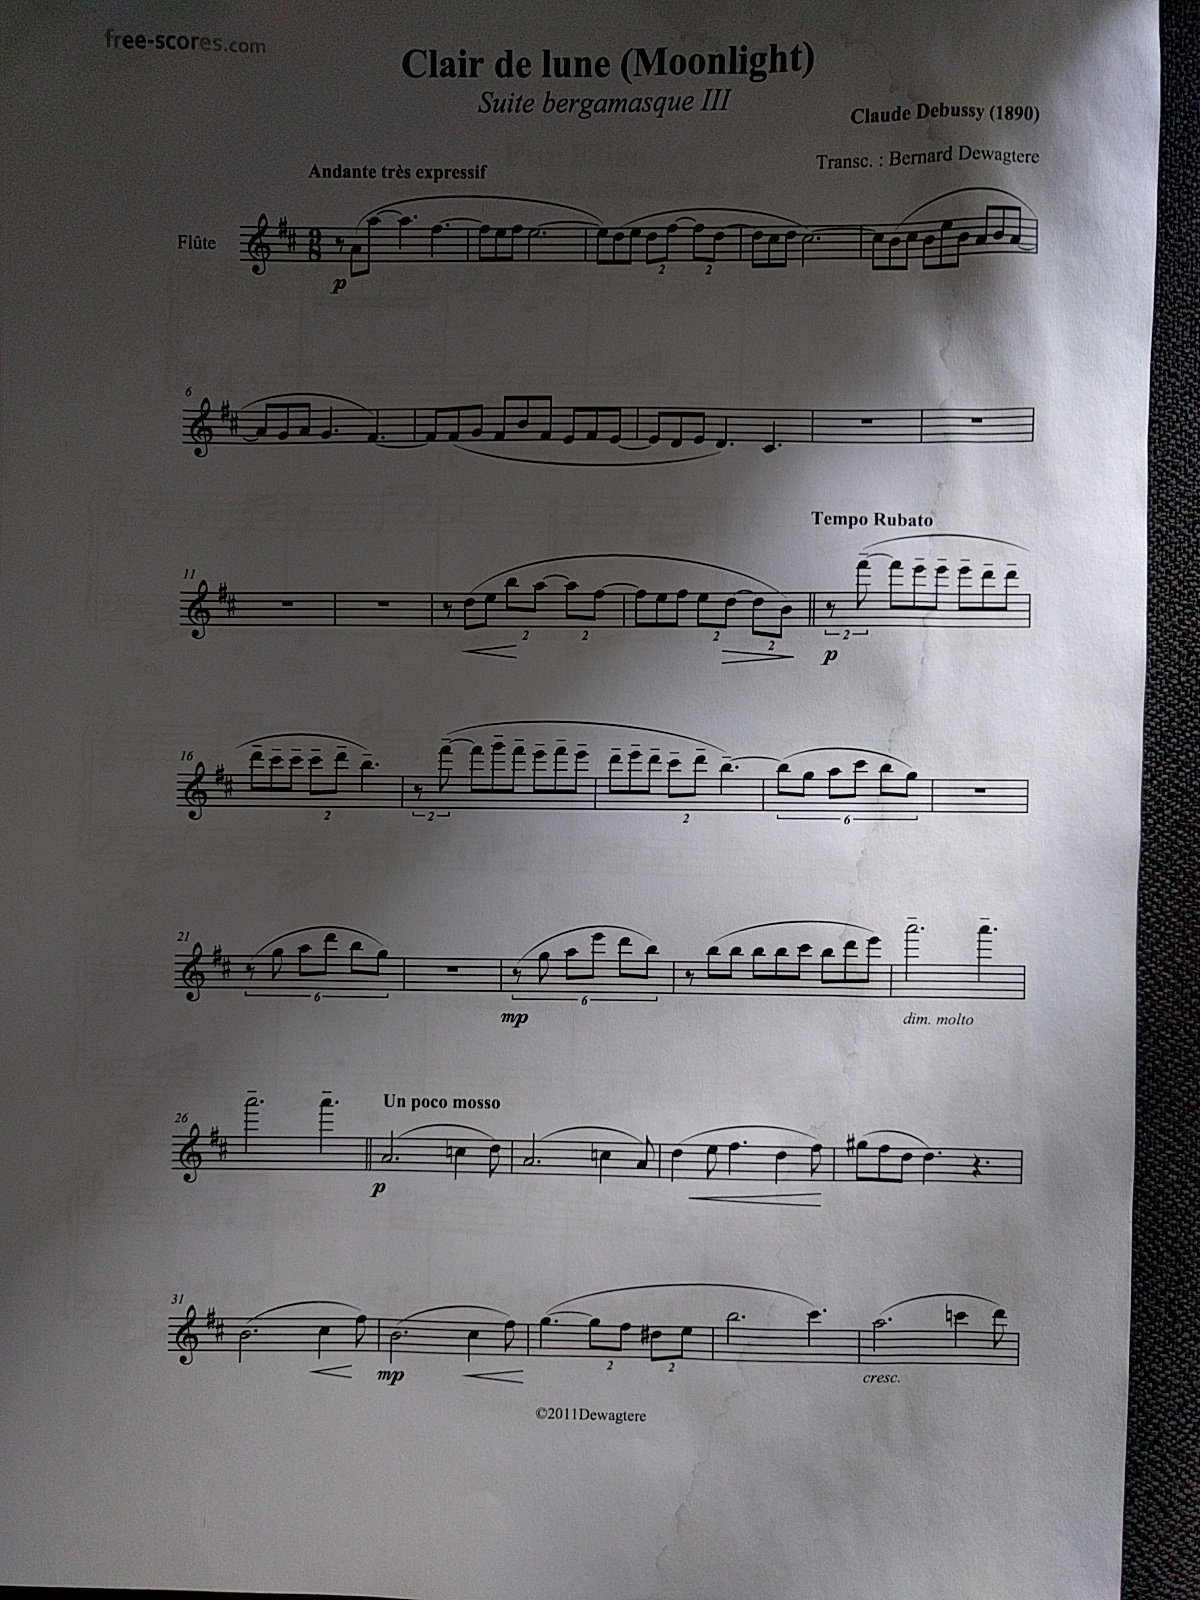 free-scores.com
Clair de lune (Moonlight)
Suite bergamasque III
Claude Debussy (1890)
Transc. : Bernard Dewagtere
Andante très expressif
Flûte
9
8
2 2
p
6
11
Tempo Rubato
2 2 2 2 2
p
16
2 2 2 6
21
6 6
mp
dim. molto
26
Un poco mosso
p
31
2 2
mp
cresc.
©2011Dewagtere